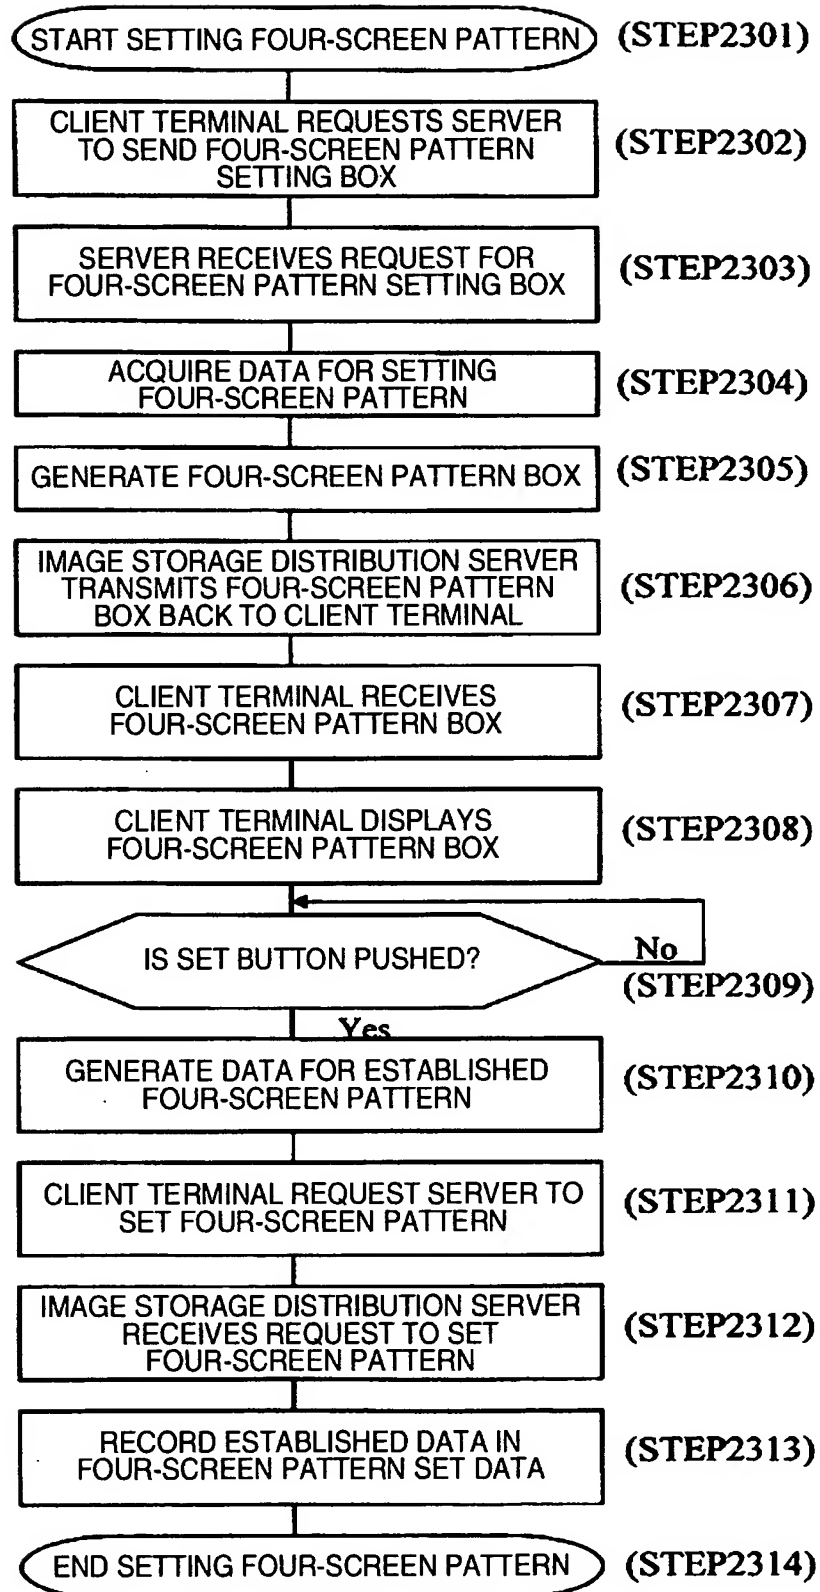 START SETTING FOUR-SCREEN PATTERN (STEP2301)
CLIENT TERMINAL REQUESTS SERVER
TO SEND FOUR-SCREEN PATTERN
SETTING BOX
(STEP2302)
SERVER RECEIVES REQUEST FOR
FOUR-SCREEN PATTERN SETTING BOX
(STEP2303)
ACQUIRE DATA FOR SETTING
FOUR-SCREEN PATTERN
(STEP2304)
GENERATE FOUR-SCREEN PATTERN BOX (STEP2305)
IMAGE STORAGE DISTRIBUTION SERVER
TRANSMITS FOUR-SCREEN PATTERN
BOX BACK TO CLIENT TERMINAL
(STEP2306)
CLIENT TERMINAL RECEIVES
FOUR-SCREEN PATTERN BOX
(STEP2307)
CLIENT TERMINAL DISPLAYS
FOUR-SCREEN PATTERN BOX
(STEP2308)
IS SET BUTTON PUSHED?
No
(STEP2309)
Yes
GENERATE DATA FOR ESTABLISHED
FOUR-SCREEN PATTERN
(STEP2310)
CLIENT TERMINAL REQUEST SERVER TO
SET FOUR-SCREEN PATTERN
(STEP2311)
IMAGE STORAGE DISTRIBUTION SERVER
RECEIVES REQUEST TO SET
FOUR-SCREEN PATTERN
(STEP2312)
RECORD ESTABLISHED DATA IN
FOUR-SCREEN PATTERN SET DATA
(STEP2313)
END SETTING FOUR-SCREEN PATTERN (STEP2314)